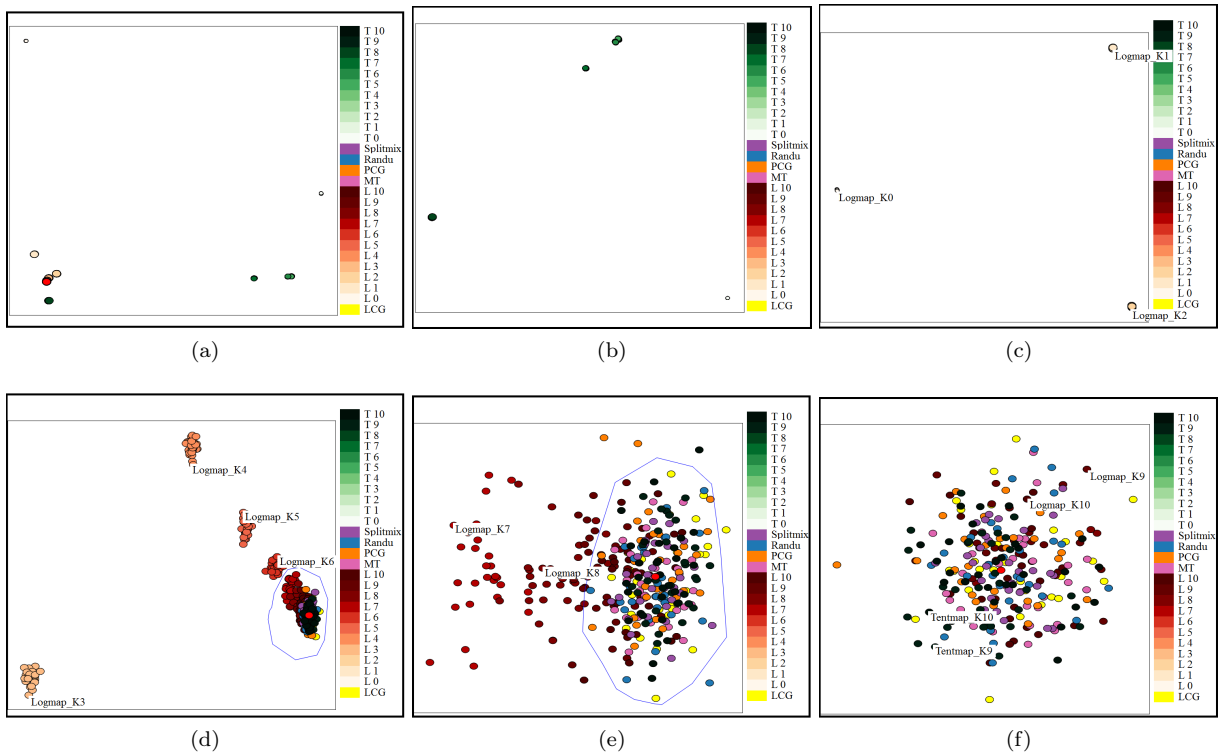 T 10
T 9
T 8
T 7
T 6
T 5
T 4
T 3
T 2
T 1
T 0
Splitmix
Randu
PCG
MT
L 10
L 9
L 8
L 7
L 6
L 5
L 4
L 3
L 2
L 1
L 0
LCG
(a)
T 10
T 9
T 8
T 7
T 6
T 5
T 4
T 3
T 2
T 1
T 0
Splitmix
Randu
PCG
MT
L 10
L 9
L 8
L 7
L 6
L 5
L 4
L 3
L 2
L 1
L 0
LCG
(b)
Logmap_K1
Logmap_K0
Logmap_K2
T 10
T 9
T 8
T 7
T 6
T 5
T 4
T 3
T 2
T 1
T 0
Splitmix
Randu
PCG
MT
L 10
L 9
L 8
L 7
L 6
L 5
L 4
L 3
L 2
L 1
L 0
LCG
(c)
Logmap_K4
Logmap_K5
Logmap_K6
Logmap_K3
T 10
T 9
T 8
T 7
T 6
T 5
T 4
T 3
T 2
T 1
T 0
Splitmix
Randu
PCG
MT
L 10
L 9
L 8
L 7
L 6
L 5
L 4
L 3
L 2
L 1
L 0
LCG
(d)
Logmap_K7
Logmap_K8
T 10
T 9
T 8
T 7
T 6
T 5
T 4
T 3
T 2
T 1
T 0
Splitmix
Randu
PCG
MT
L 10
L 9
L 8
L 7
L 6
L 5
L 4
L 3
L 2
L 1
L 0
LCG
(e)
Logmap_K9
Logmap_K10
Tentmap_K10
Tentmap_K9
T 10
T 9
T 8
T 7
T 6
T 5
T 4
T 3
T 2
T 1
T 0
Splitmix
Randu
PCG
MT
L 10
L 9
L 8
L 7
L 6
L 5
L 4
L 3
L 2
L 1
L 0
LCG
(f)